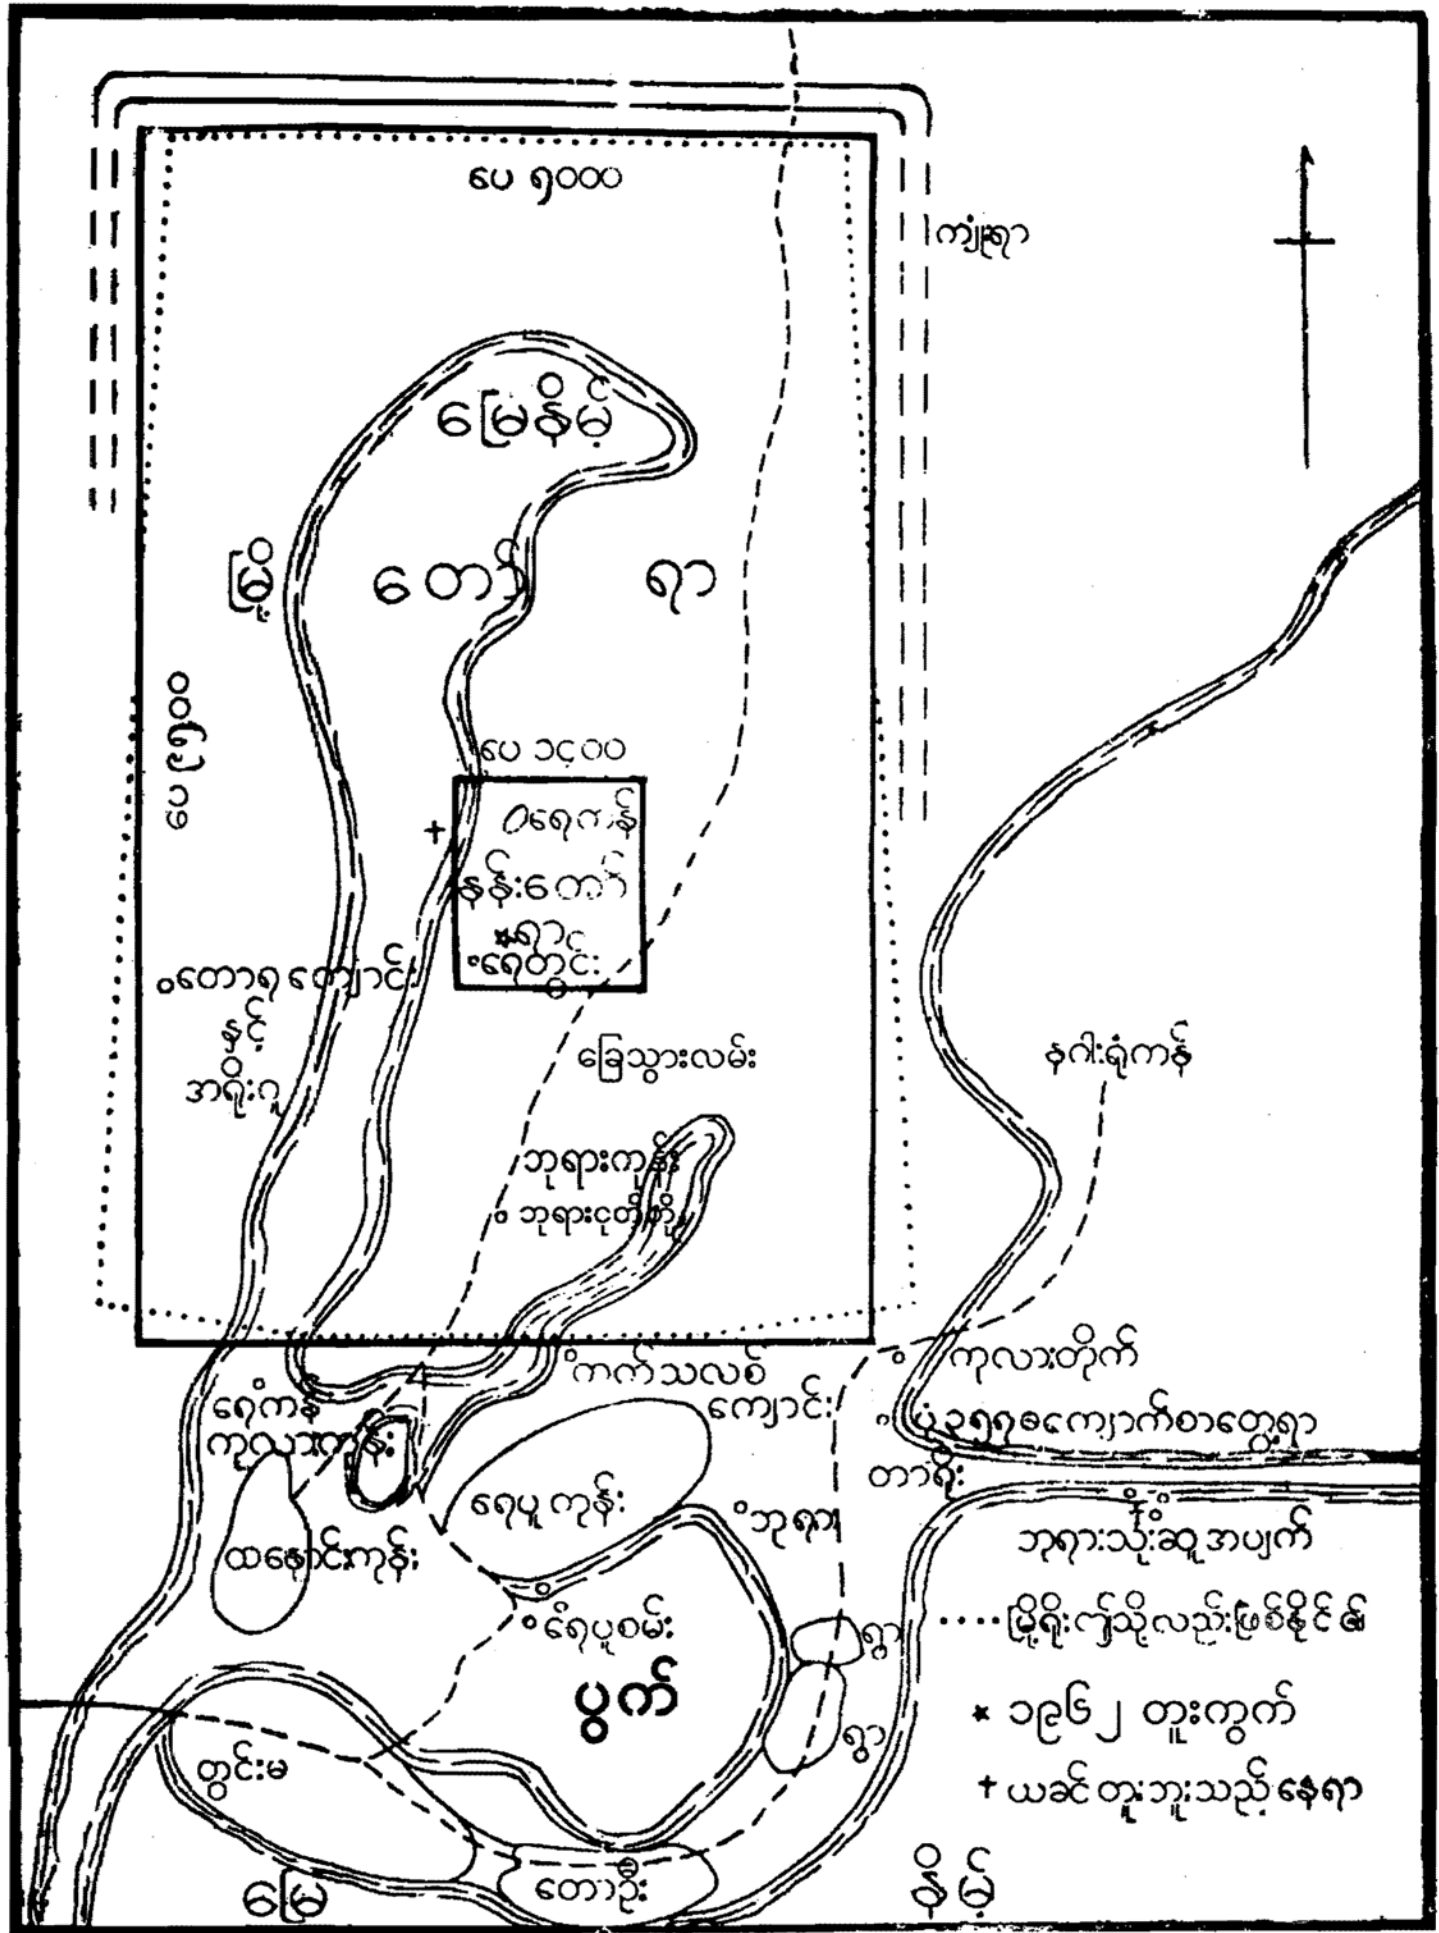 ပေ ၅၀၀၀
ကျုံးရာ
မြေနိမ့်
မြို့ တော် ရာ
ပေ ၉၅၀၀
ပေ ၁၄၀၀
ရေကန်
နန်းတော်
ရာ
ရေတွင်း
တောရ ကျောင်း
နှင့်
အရိုးဂူ
ခြေသွားလမ်း
နဂါးရုံကန်
ဘုရားကုန်း
ဘုရားငုတ်တို
ကုလားတိုက်
ကက်သလစ်
ကျောင်း
ရေကန်
ကုလားကုန်း
ပုံ ၃၅၅ ခ ကျောက်စာတွေ့ရာ
တာရိုး
ရေပူကုန်း
ဘုရား
ထနောင်းကုန်း
ဘုရားသုံးဆူအပျက်
ရေပူစမ်း
ရွာ
မြို့ရိုးဤသို့လည်းဖြစ်နိုင်၏
ပွက်
၁၉၆၂ တူးကွက်
ရွာ
တွင်းမ
ယခင်တူးဘူးသည့်နေရာ
တောဦး
မြေ နိမ့်